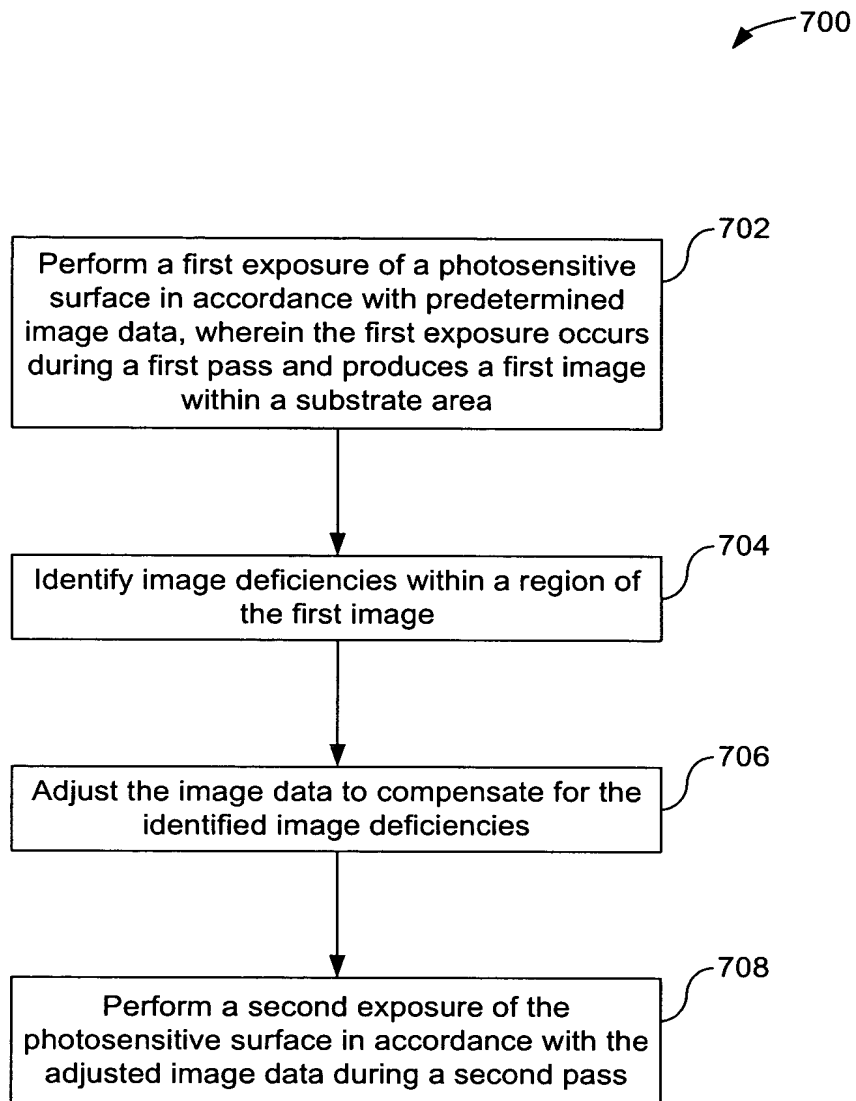 700
702
Perform a first exposure of a photosensitive
surface in accordance with predetermined
image data, wherein the first exposure occurs
during a first pass and produces a first image
within a substrate area
704
Identify image deficiencies within a region of
the first image
706
Adjust the image data to compensate for the
identified image deficiencies
708
Perform a second exposure of the
photosensitive surface in accordance with the
adjusted image data during a second pass